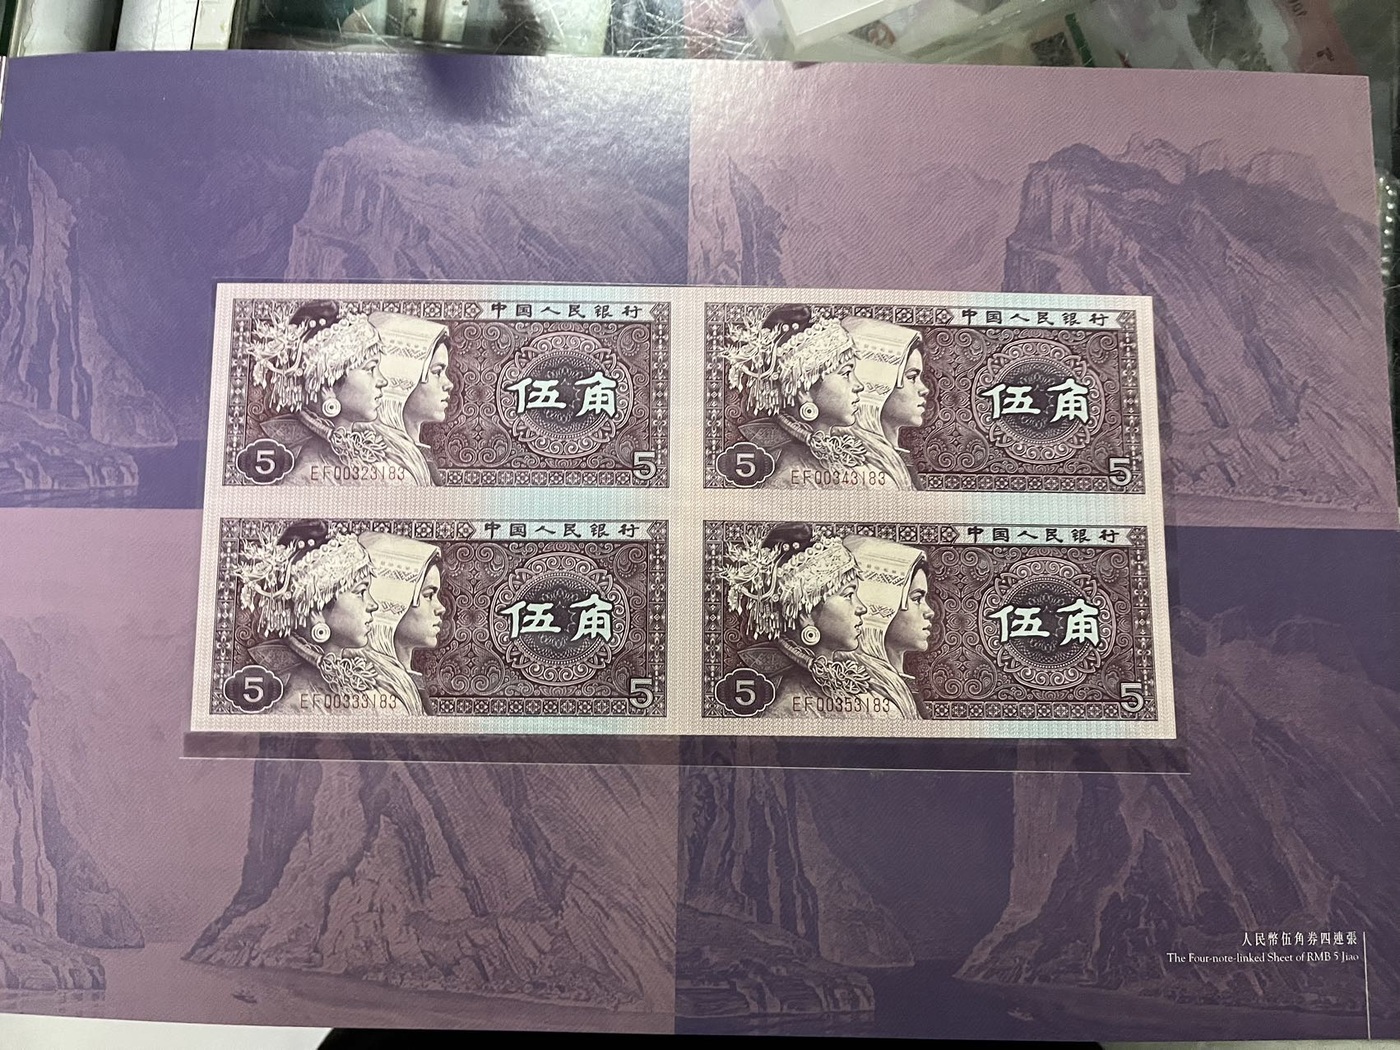 中国人民银行
伍角
5
EFQ0323183
5
中国人民银行
伍角
5
EFQ0343183
5
中国人民银行
伍角
5
EFQ0333183
5
中国人民银行
伍角
5
EFQ0353183
5
人民幣伍角券四連張
The Four-note-linked Sheet of RMB 5 Jiao